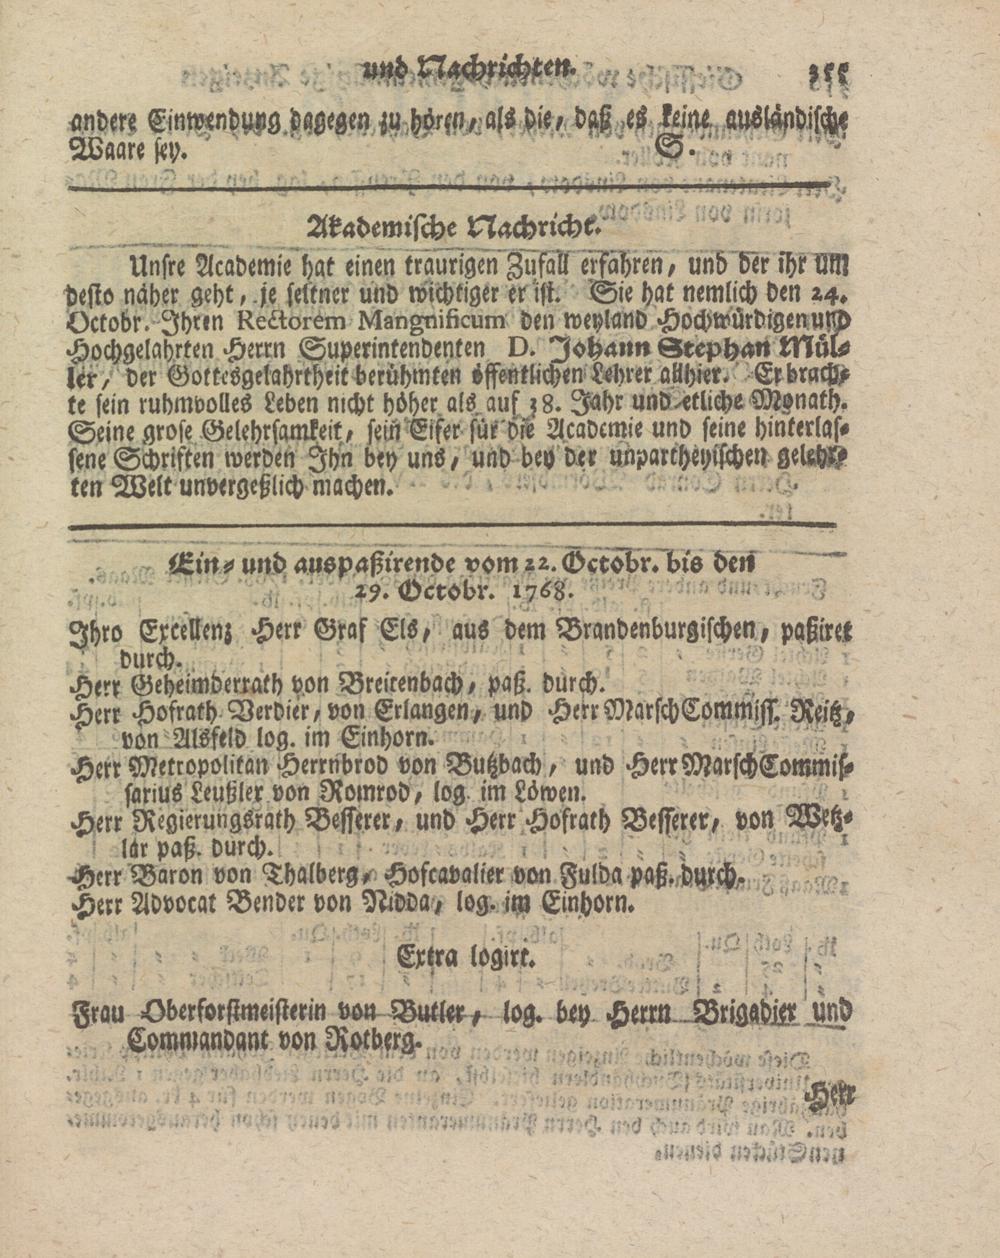 und Nachrichten. 355
andere Einwendung dagegen zu hören, als die, daß es keine ausländische
Waare sey. S.
Akademische Nachricht.
Unsre Academie hat einen traurigen Zufall erfahren, und der ihr um
desto näher geht, je seltner und wichtiger er ist. Sie hat nemlich den 24.
Octobr. Ihren Rectorem Mangnificum den weyland Hochwürdigen und
Hochgelahrten Herrn Superintendenten D. Johann Stephan Mül-
ler, der Gottesgelahrtheit berühmten öffentlichen Lehrer allhier. Er brach-
te sein ruhmvolles Leben nicht höher als auf 38. Jahr und etliche Monath.
Seine grose Gelehrsamkeit, sein Eifer für die Academie und seine hinterlas-
sene Schriften werden Ihn bey uns, und bey der unpartheyischen gelehr-
ten Welt unvergeßlich machen.
Ein- und auspaßirende vom 22. Octobr. bis den
29. Octobr. 1768.
Ihro Excellenz Herr Graf Els, aus dem Brandenburgischen, paßiret
durch.
Herr Geheimderrath von Breitenbach, paß. durch.
Herr Hofrath Verdier, von Erlangen, und Herr MarschCommiss. Reitz,
von Alsfeld log. im Einhorn.
Herr Metropolitan Herrnbrod von Butzbach, und Herr MarschCommis-
sarius Leußler von Romrod, log. im Löwen.
Herr Regierungsrath Besserer, und Herr Hofrath Besserer, von Wetz-
lar paß. durch.
Herr Baron von Thalberg, Hofcavalier von Fulda paß. durch.
Herr Advocat Bender von Nidda, log. im Einhorn.
Extra logirt.
Frau Oberforstmeisterin von Butler, log. bey Herrn Brigadier und
Commandant von Rotberg.
Herr